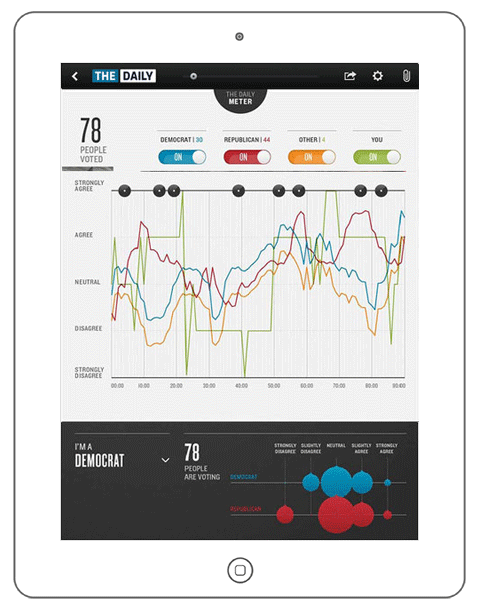 THE DAILY
THE DAILY
METER
78
PEOPLE
VOTED
DEMOCRAT | 30
REPUBLICAN | 44
OTHER | 4
YOU
ON
ON
ON
ON
STRONGLY
AGREE
AGREE
NEUTRAL
DISAGREE
STRONGLY
DISAGREE
00:00 10:00 20:00 30:00 40:00 50:00 60:00 70:00 80:00 90:00
I'M A
DEMOCRAT
78
PEOPLE
ARE VOTING
STRONGLY
DISAGREE
SLIGHTLY
DISAGREE
NEUTRAL
SLIGHTLY
AGREE
STRONGLY
AGREE
DEMOCRAT
REPUBLICAN